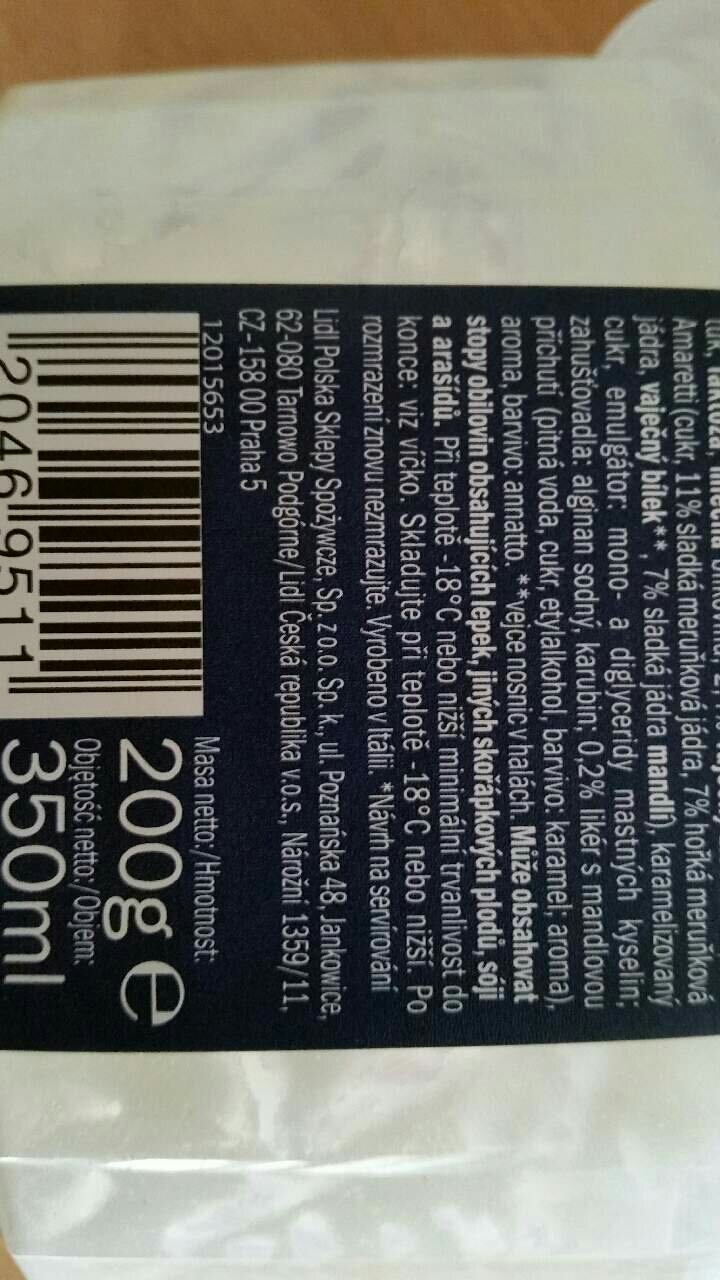 Amaretti (cukr, 11% sladká meruňková jádra, 7% hořká meruňková
jádra, vaječný bílek**, 7% sladká jádra mandlí), karamelizovaný
cukr, emulgátor: mono- a diglyceridy mastných kyselin;
zahušťovadla: alginan sodný, karubin; 0,2% likér s mandlovou
příchutí (pitná voda, cukr, etylalkohol, barvivo: karamel; aroma),
aroma, barvivo: annatto. **vejce nosnic v halách. Může obsahovat
stopy obilovin obsahujících lepek, jiných skořápkových plodů, sóji
a arašídů. Při teplotě -18°C nebo nižší minimální trvanlivost do
konce: viz víčko. Skladujte při teplotě -18°C nebo nižší. Po
rozmrazení znovu nezmrazujte. Vyrobeno v Itálii. *Návrh na servírování
Lidl Polska Sklepy Spożywcze, Sp. z o.o. Sp. k., ul. Poznańska 48, Jankowice,
62-080 Tarnowo Podgórne/Lidl Česká republika v.o.s., Nárožní 1359/11,
CZ-158 00 Praha 5
12015653
2046 9511
Masa netto:/Hmotnost:
200g e
Objętość netto:/Objem:
350ml